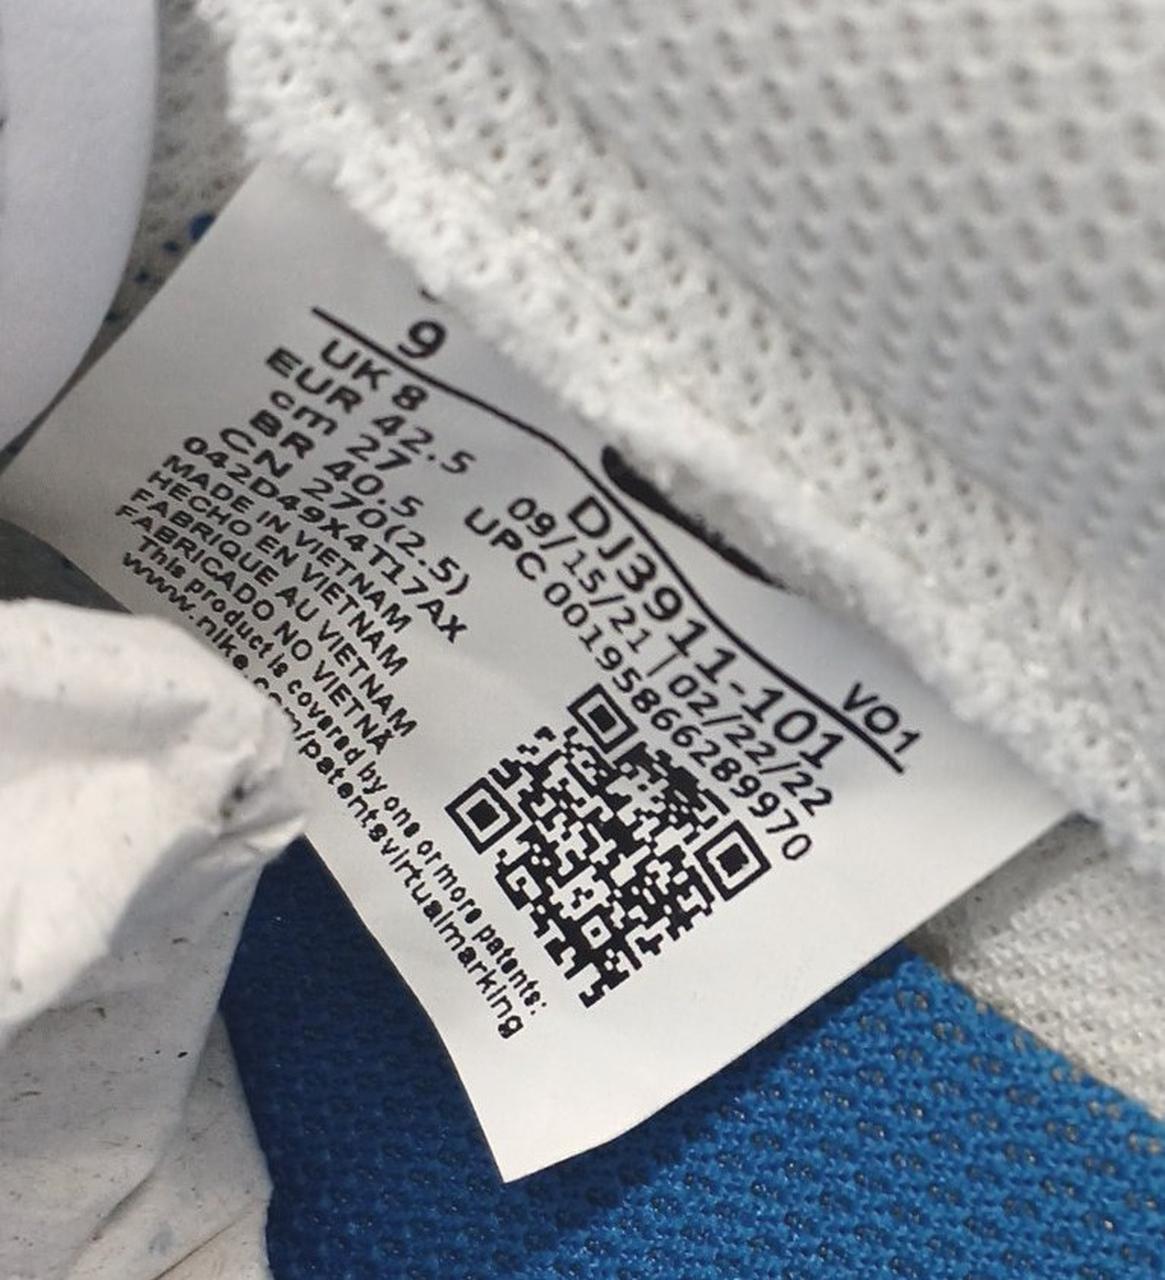 9
UK 8
EUR 42.5
cm 27
BR 40.5
CN 270(2.5)
042D49X4T17AX
MADE IN VIETNAM
HECHO EN VIETNAM
FABRIQUE AU VIETNAM
FABRICADO NO VIETNÃ
This product is covered by one or more patents:
www.nike.com/patentsvirtualmarking
VO1
DJ3911-101
09/15/21 | 02/22/22
UPC 00195866289970